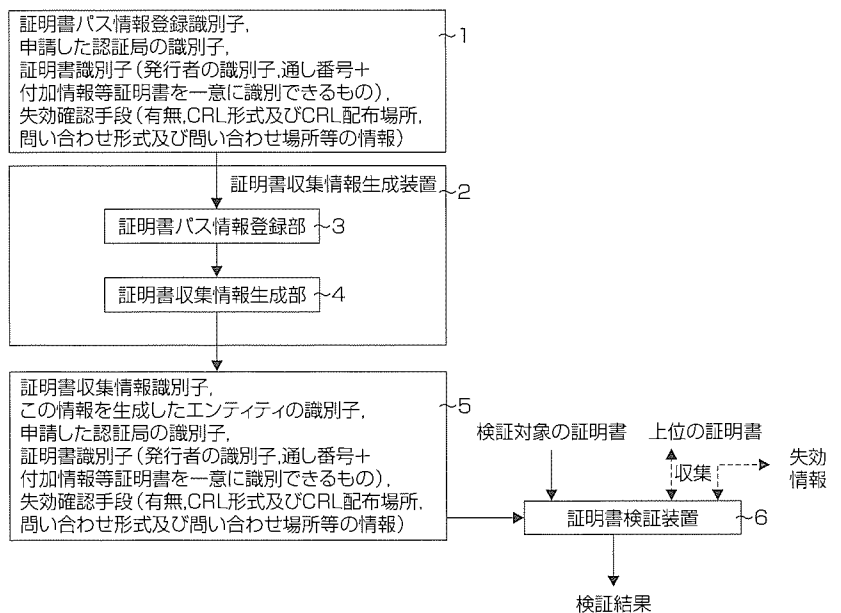 証明書パス情報登録識別子,
申請した認証局の識別子,
証明書識別子(発行者の識別子,通し番号+
付加情報等証明書を一意に識別できるもの),
失効確認手段(有無,CRL形式及びCRL配布場所,
問い合わせ形式及び問い合わせ場所等の情報)
~1
証明書収集情報生成装置
~2
証明書パス情報登録部
~3
証明書収集情報生成部
~4
証明書収集情報識別子,
この情報を生成したエンティティの識別子,
申請した認証局の識別子,
証明書識別子(発行者の識別子,通し番号+
付加情報等証明書を一意に識別できるもの),
失効確認手段(有無,CRL形式及びCRL配布場所,
問い合わせ形式及び問い合わせ場所等の情報)
~5
検証対象の証明書
上位の証明書
収集
失効
情報
証明書検証装置
~6
検証結果